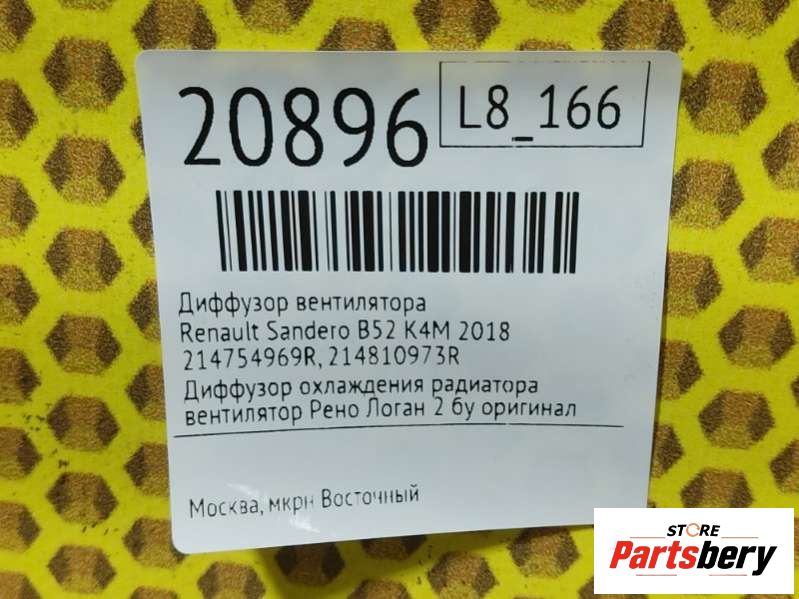 20896
L8_166
Диффузор вентилятора
Renault Sandero B52 K4M 2018
214754969R, 214810973R
Диффузор охлаждения радиатора
вентилятор Рено Логан 2 бу оригинал
Москва, мкрн Восточный
STORE
Partsbery